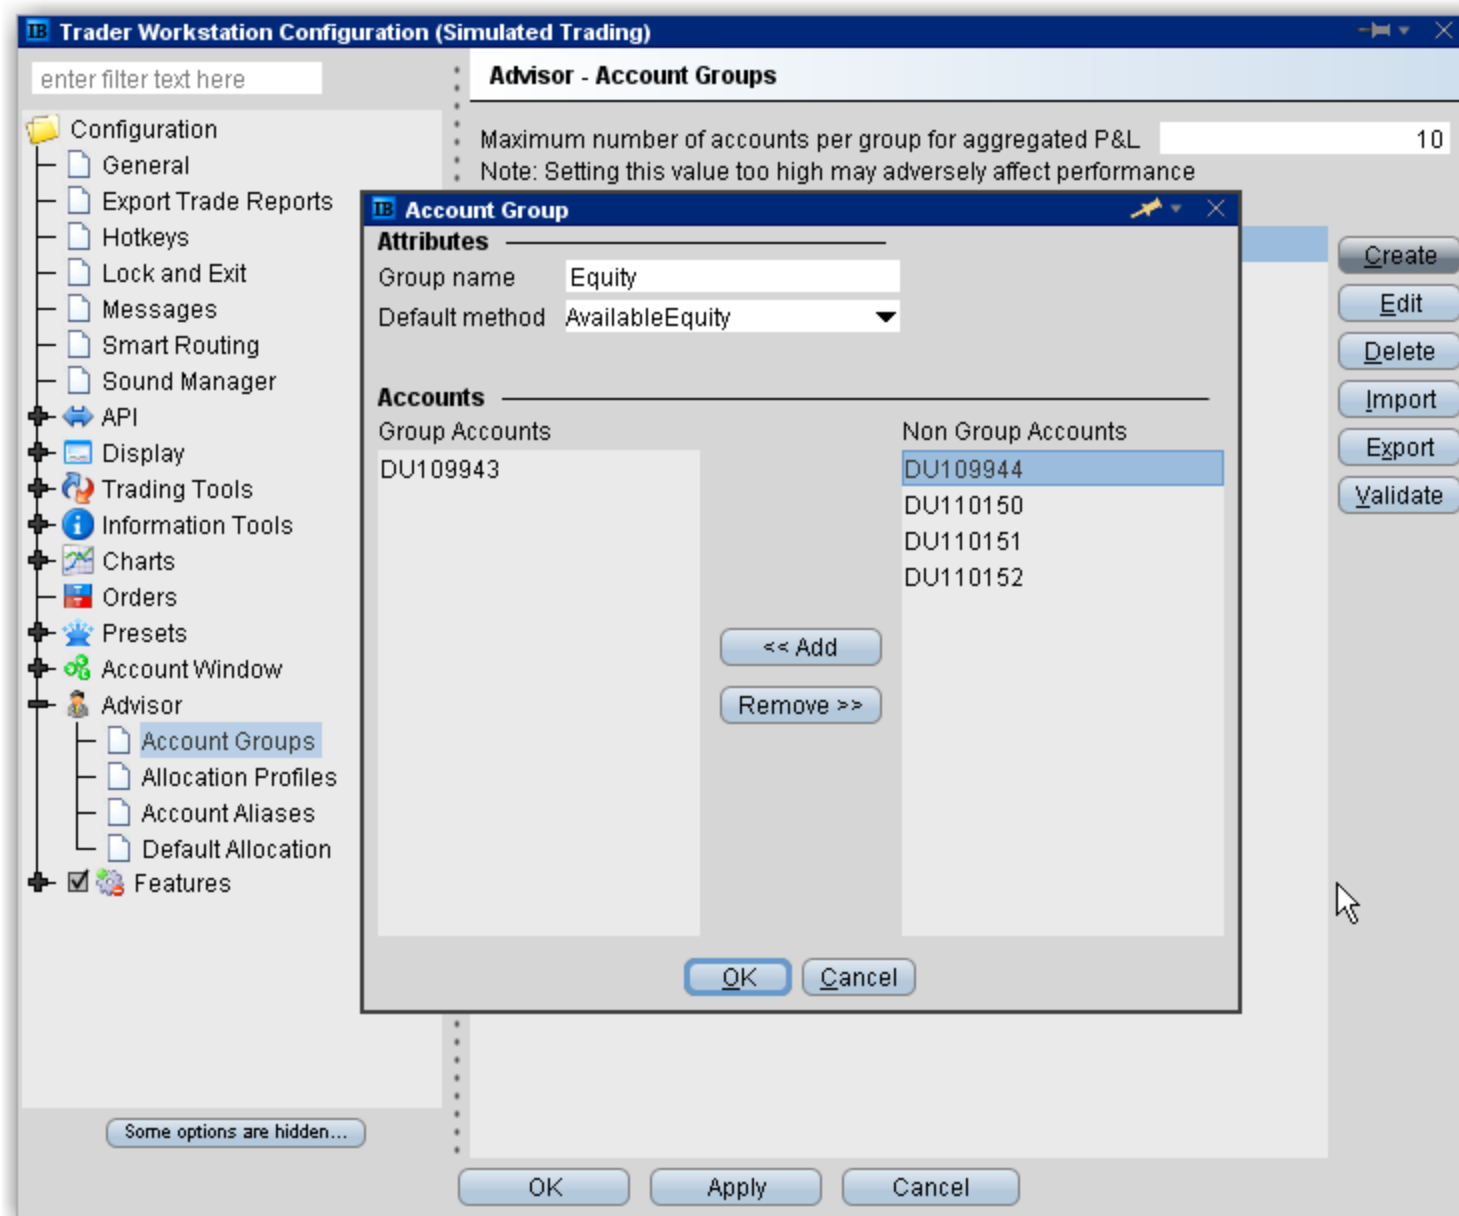 IB Trader Workstation Configuration (Simulated Trading)
enter filter text here
Configuration
General
Export Trade Reports
Hotkeys
Lock and Exit
Messages
Smart Routing
Sound Manager
API
Display
Trading Tools
Information Tools
Charts
Orders
Presets
Account Window
Advisor
Account Groups
Allocation Profiles
Account Aliases
Default Allocation
Features
Some options are hidden...
Advisor - Account Groups
Maximum number of accounts per group for aggregated P&L 10
Note: Setting this value too high may adversely affect performance
IB Account Group
Attributes
Group name Equity
Default method AvailableEquity
Accounts
Group Accounts
DU109943
<< Add
Remove >>
Non Group Accounts
DU109944
DU110150
DU110151
DU110152
OK Cancel
Create
Edit
Delete
Import
Export
Validate
OK Apply Cancel